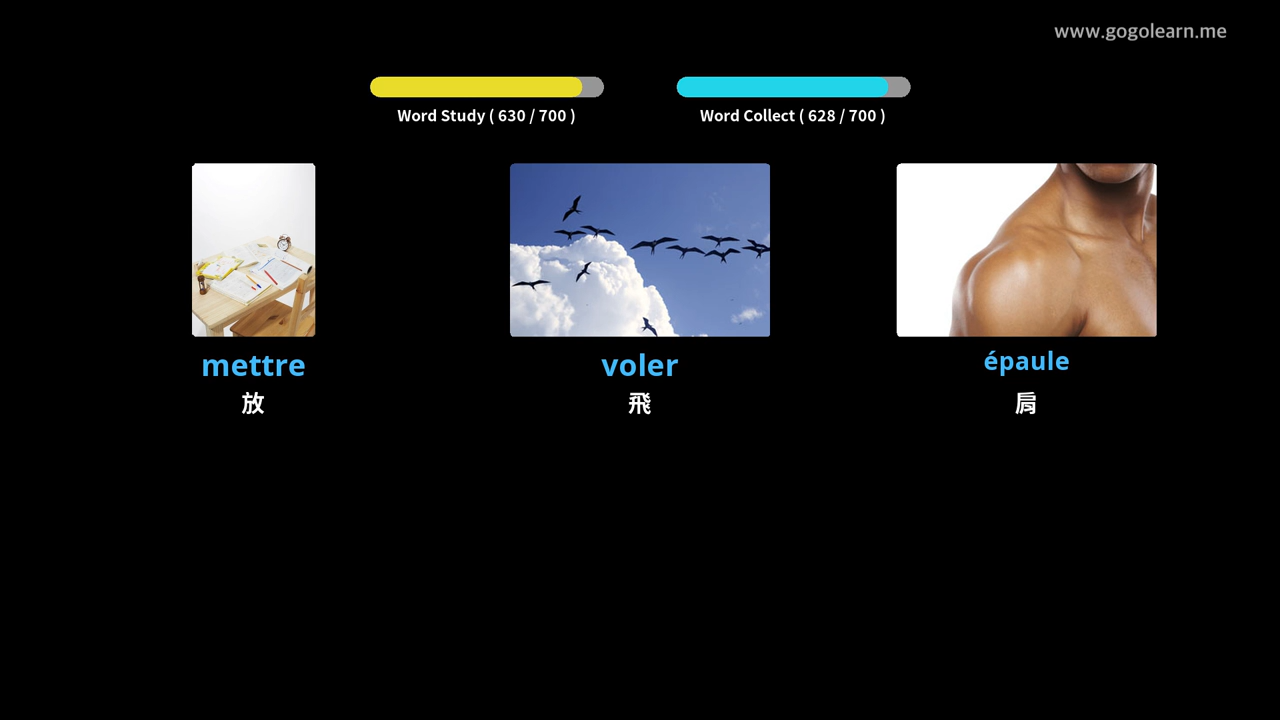 www.gogolearn.me
Word Study ( 630 / 700 )
Word Collect ( 628 / 700 )
mettre
放
voler
飛
épaule
肩